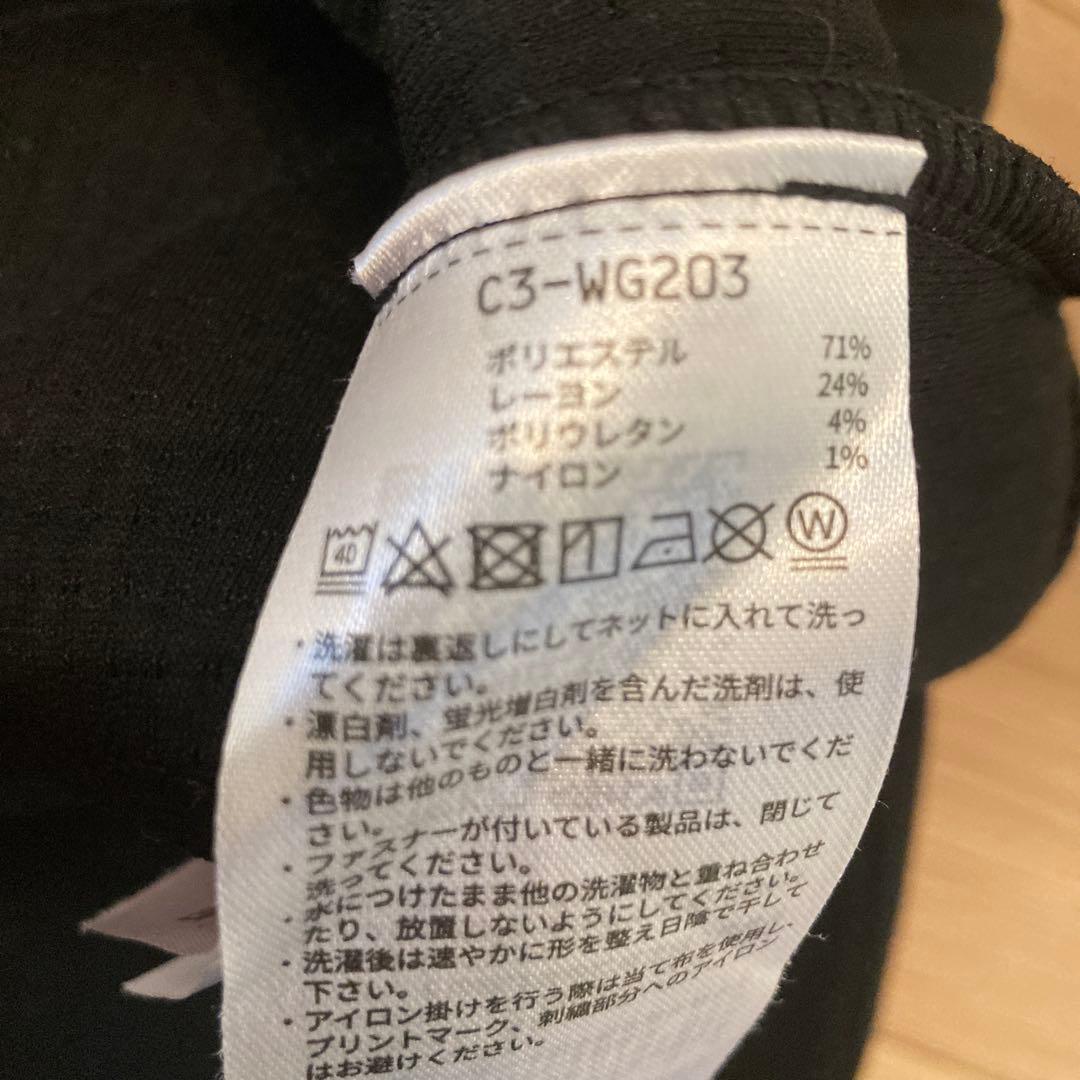 C3-WG203
ポリエステル 71%
レーヨン 24%
ポリウレタン 4%
ナイロン 1%
40 W
・洗濯は裏返しにしてネットに入れて洗っ
てください。
・漂白剤、蛍光増白剤を含んだ洗剤は、使
用しないでください。
・色物は他のものと一緒に洗わないでくだ
さい。
・ファスナーが付いている製品は、閉じて
洗ってください。
・水につけたまま他の洗濯物と重ね合わせ
たり、放置しないようにしてください。
・洗濯後は速やかに形を整え日陰で干して
下さい。
・アイロン掛けを行う際は当て布を使用し、
プリントマーク、刺繍部分へのアイロン
はお避けください。